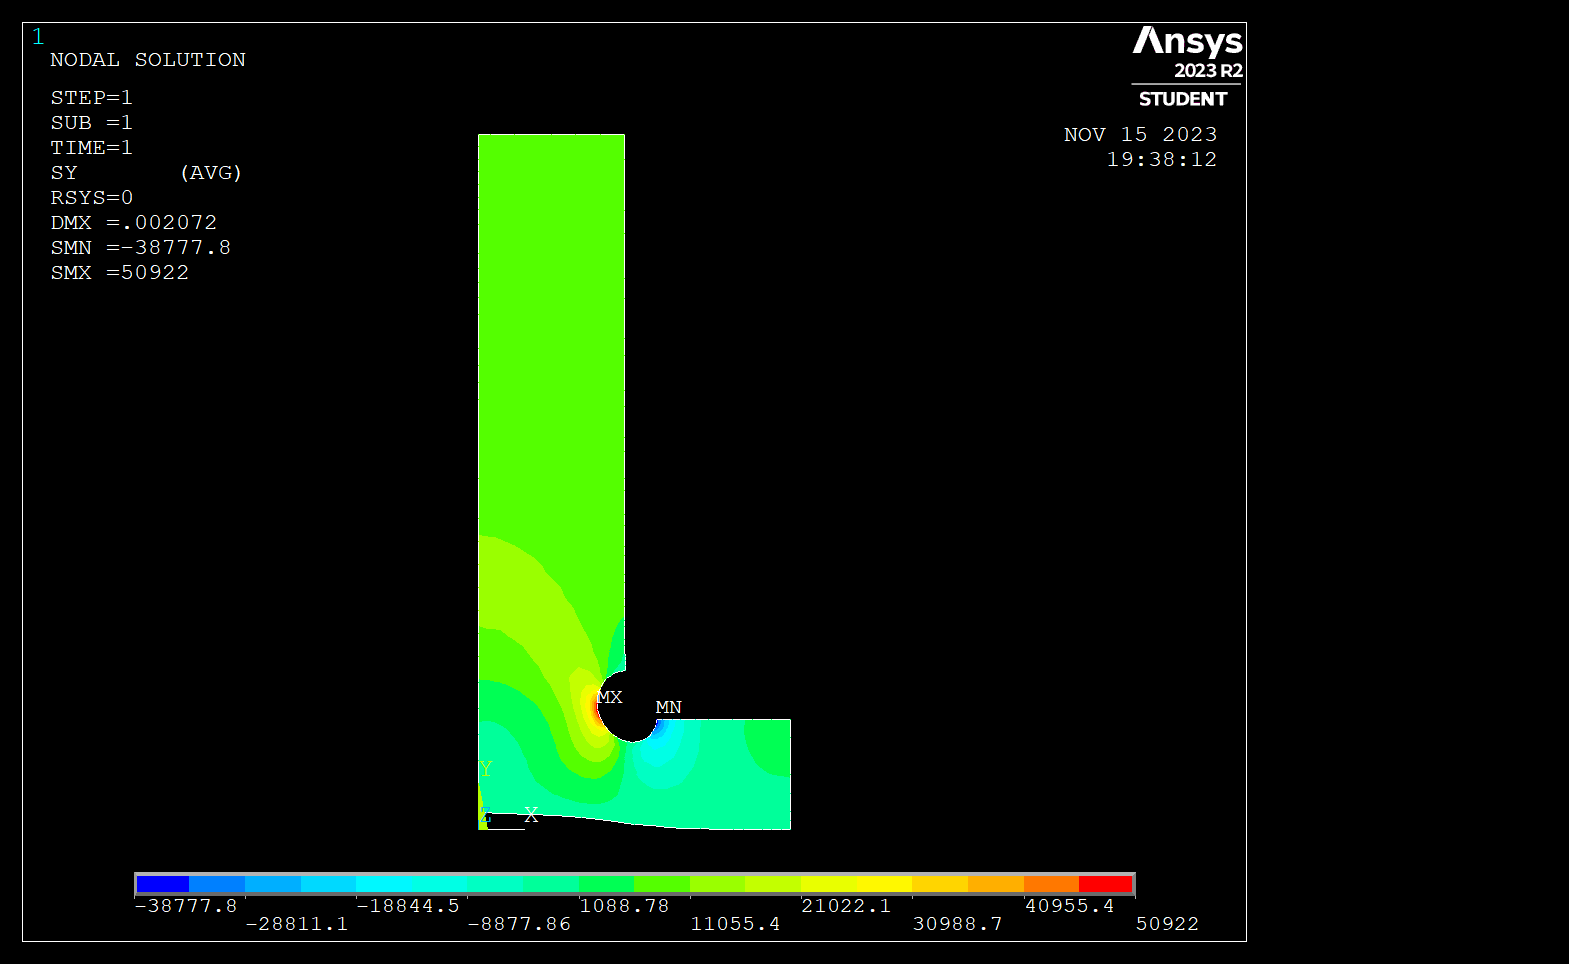 1
NODAL SOLUTION
STEP=1
SUB =1
TIME=1
SY (AVG)
RSYS=0
DMX =.002072
SMN =-38777.8
SMX =50922
Ansys
2023 R2
STUDENT
NOV 15 2023
19:38:12
MX
MN
Y
Z X
-38777.8 -18844.5 1088.78 21022.1 40955.4
-28811.1 -8877.86 11055.4 30988.7 50922